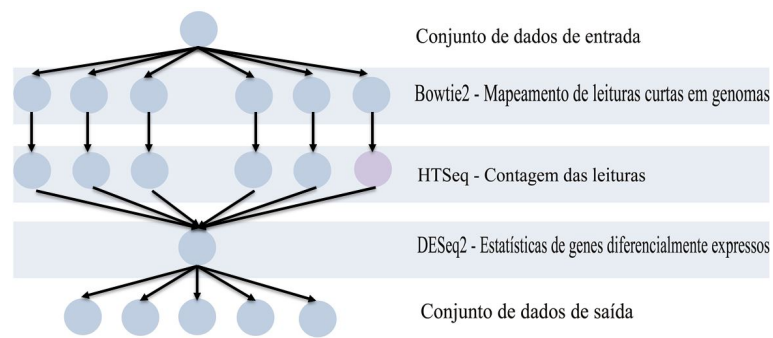 Conjunto de dados de entrada
Bowtie2 - Mapeamento de leituras curtas em genomas
HTSeq - Contagem das leituras
DESeq2 - Estatísticas de genes diferencialmente expressos
Conjunto de dados de saída